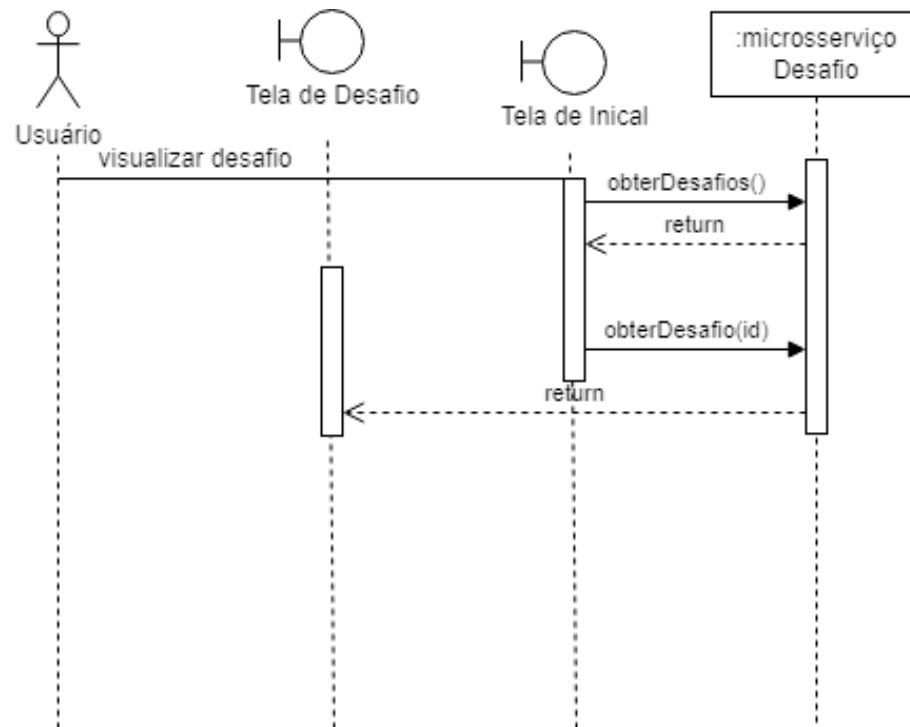 :microsserviço
Desafio
Tela de Desafio
Tela de Inical
Usuário
visualizar desafio
obterDesafios()
return
obterDesafio(id)
return